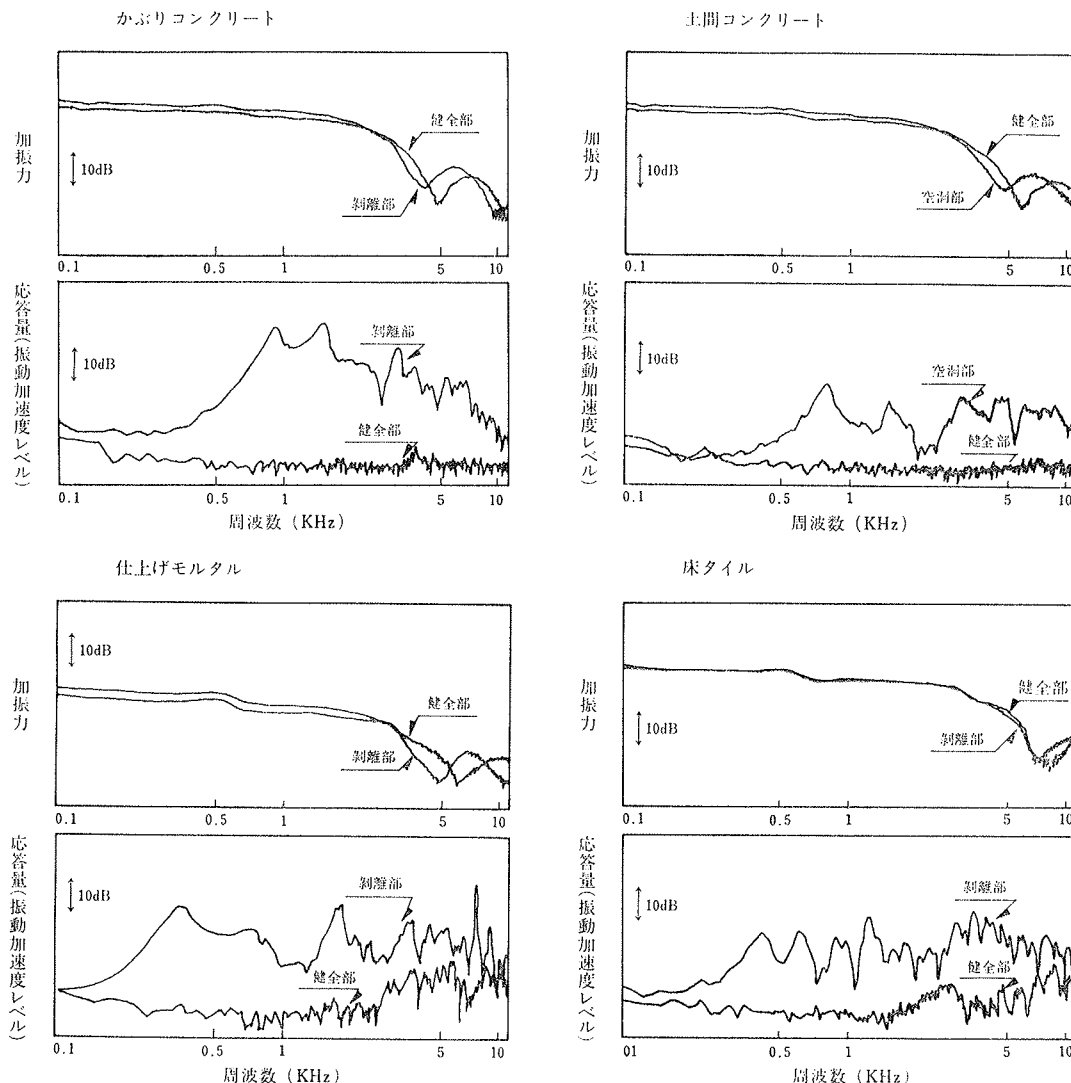 かぶりコンクリート
加振力
10dB
健全部
剥離部
0.1 0.5 1 5 10
応答量(振動加速度レベル)
10dB
剥離部
健全部
0.1 0.5 1 5 10
周波数 (KHz)
土間コンクリート
加振力
10dB
健全部
空洞部
0.1 0.5 1 5 10
応答量(振動加速度レベル)
10dB
空洞部
健全部
0.1 0.5 1 5 10
周波数 (KHz)
仕上げモルタル
加振力
10dB
健全部
剥離部
0.1 0.5 1 5 10
応答量(振動加速度レベル)
10dB
剥離部
健全部
0.1 0.5 1 5 10
周波数 (KHz)
床タイル
加振力
10dB
健全部
剥離部
0.1 0.5 1 5 10
応答量(振動加速度レベル)
10dB
剥離部
健全部
01 0.5 1 5 10
周波数 (KHz)